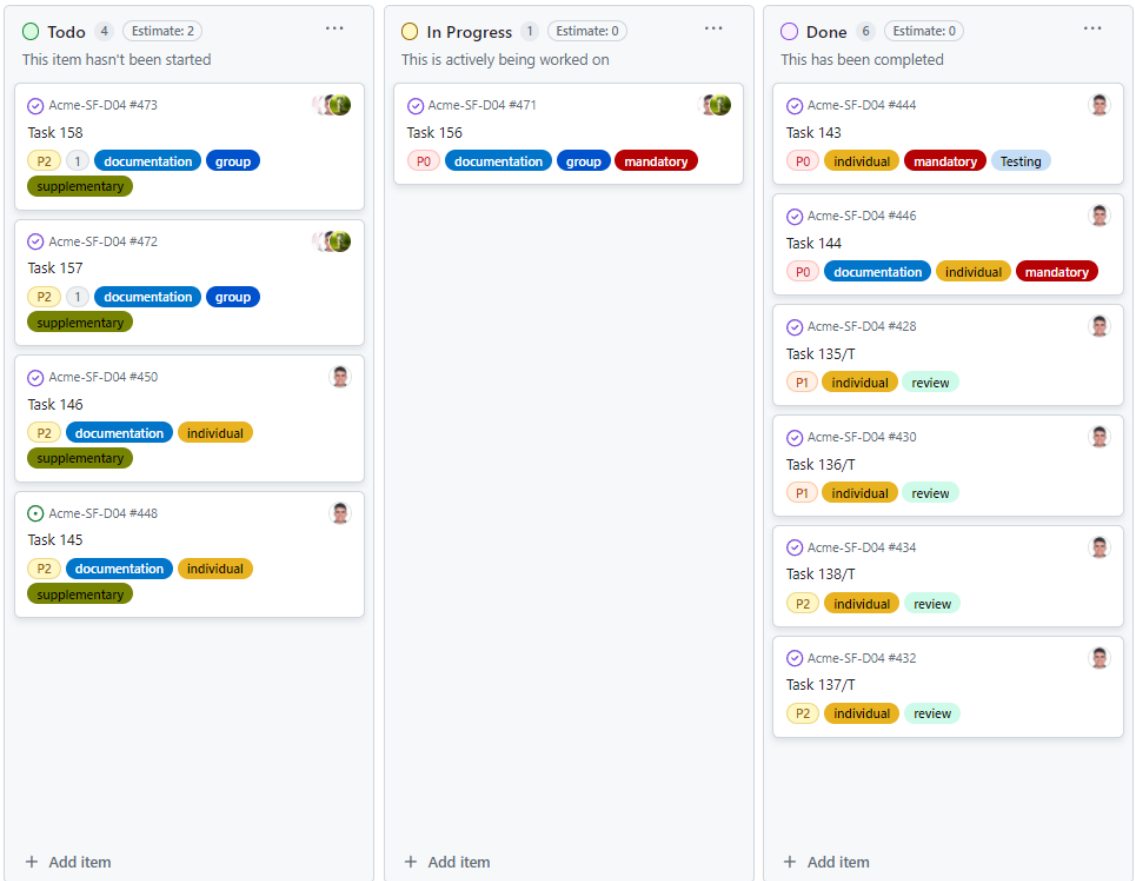 Todo 4 Estimate: 2 ...
This item hasn't been started
Acme-SF-D04 #473
Task 158
P2 1 documentation group
supplementary
Acme-SF-D04 #472
Task 157
P2 1 documentation group
supplementary
Acme-SF-D04 #450
Task 146
P2 documentation individual
supplementary
Acme-SF-D04 #448
Task 145
P2 documentation individual
supplementary
+ Add item
In Progress 1 Estimate: 0 ...
This is actively being worked on
Acme-SF-D04 #471
Task 156
P0 documentation group mandatory
+ Add item
Done 6 Estimate: 0 ...
This has been completed
Acme-SF-D04 #444
Task 143
P0 individual mandatory Testing
Acme-SF-D04 #446
Task 144
P0 documentation individual mandatory
Acme-SF-D04 #428
Task 135/T
P1 individual review
Acme-SF-D04 #430
Task 136/T
P1 individual review
Acme-SF-D04 #434
Task 138/T
P2 individual review
Acme-SF-D04 #432
Task 137/T
P2 individual review
+ Add item